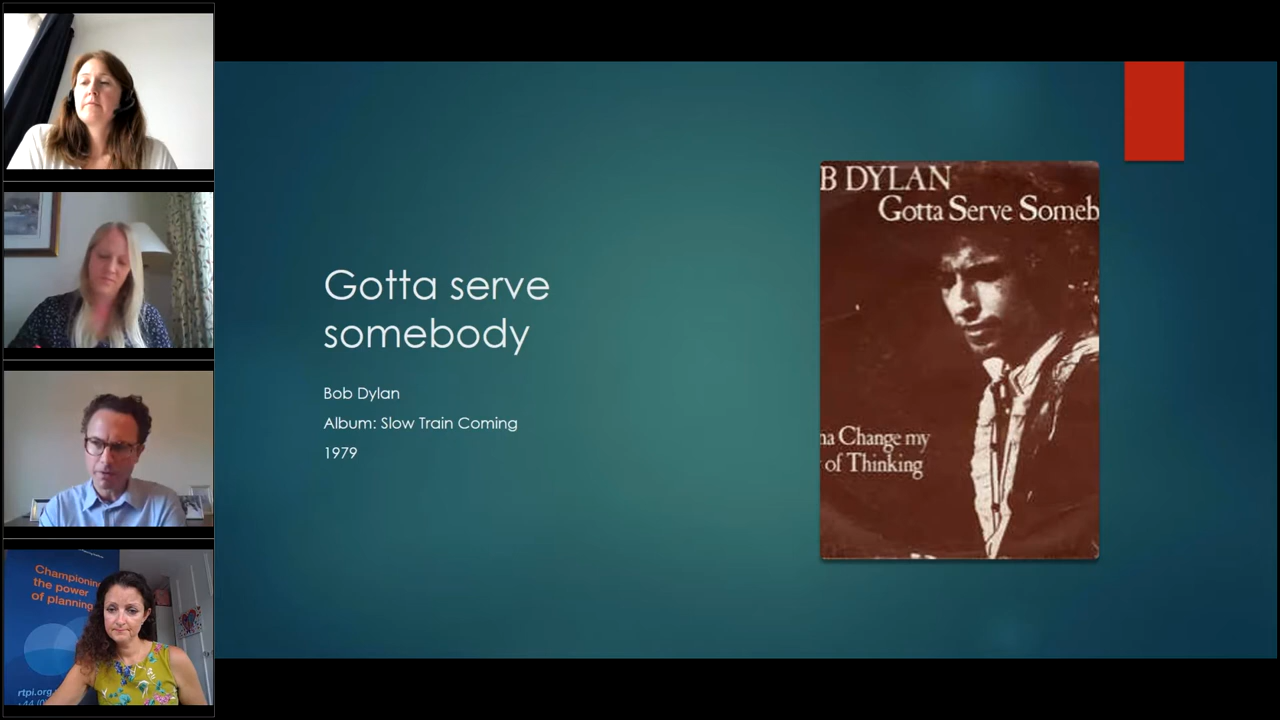 Gotta serve
somebody
Bob Dylan
Album: Slow Train Coming
1979
B DYLAN
Gotta Serve Someb
na Change my
of Thinking
Championing
the power
of planning
rtpi.org